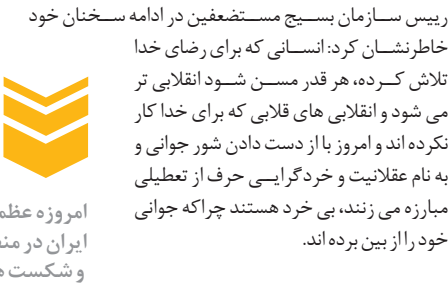 رییس سازمان بسیج مستضعفین در ادامه سخنان خود
خاطرنشان کرد: انسانی که برای رضای خدا
تلاش کرده، هر قدر مسن شود انقلابی تر
می شود و انقلابی های قلابی که برای خدا کار
نکرده اند و امروز با از دست دادن شور جوانی و
به نام عقلانیت و خردگرایی حرف از تعطیلی
مبارزه می زنند، بی خرد هستند چراکه جوانی
خود را از بین برده اند.
امروزه
ایران در
و شکست